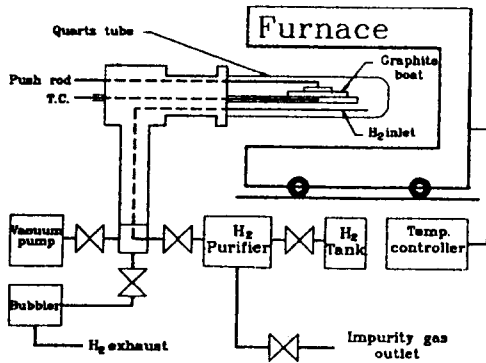 Furnace
Quartz tube
Graphite
boat
Push rod
T.C.
H₂ inlet
Vacuum
pump
H₂
Purifier
H₂
Tank
Temp.
controller
Bubbler
H₂ exhaust
Impurity gas
outlet